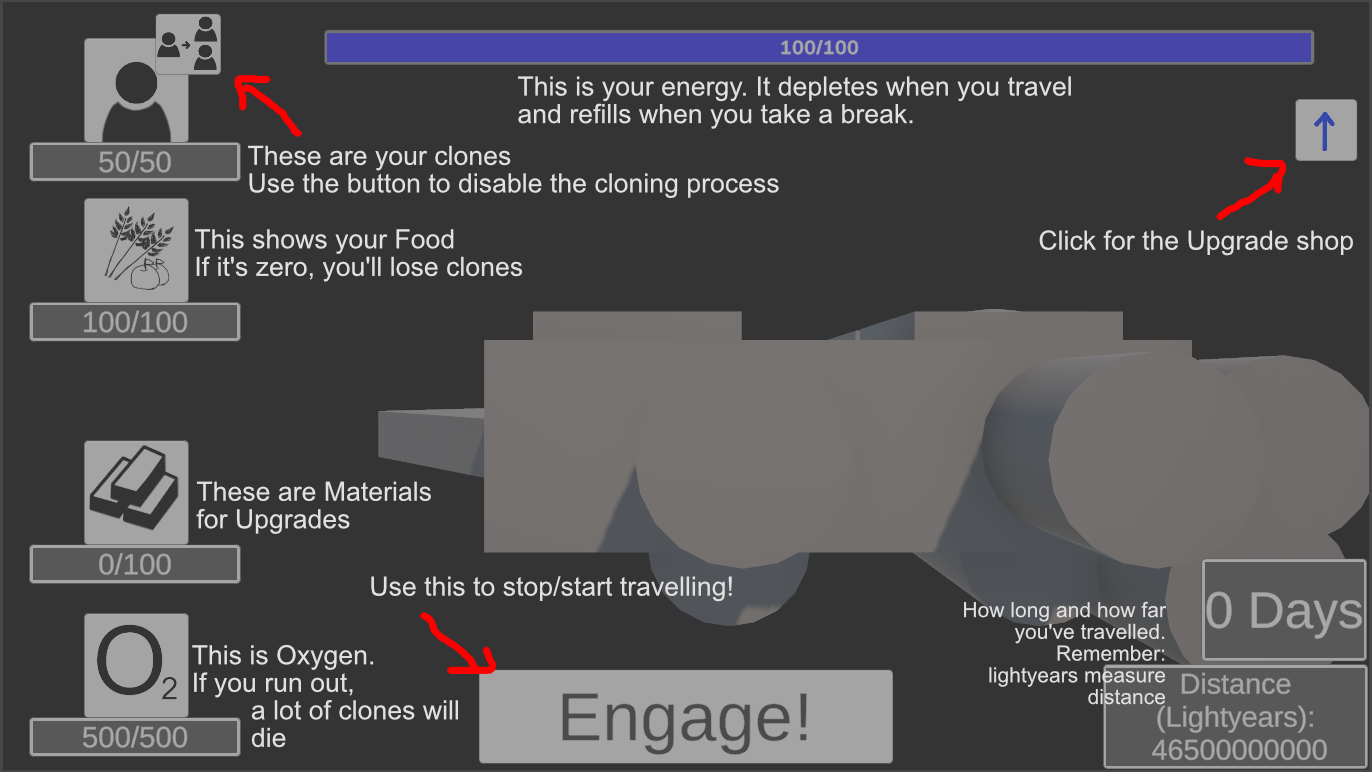 100/100
This is your energy. It depletes when you travel
and refills when you take a break.
50/50
These are your clones
Use the button to disable the cloning process
This shows your Food
If it's zero, you'll lose clones
100/100
Click for the Upgrade shop
These are Materials
for Upgrades
0/100
Use this to stop/start travelling!
O2
This is Oxygen.
If you run out,
a lot of clones will
die
500/500
Engage!
How long and how far
you've travelled.
Remember:
lightyears measure
distance
0 Days
Distance
(Lightyears):
46500000000